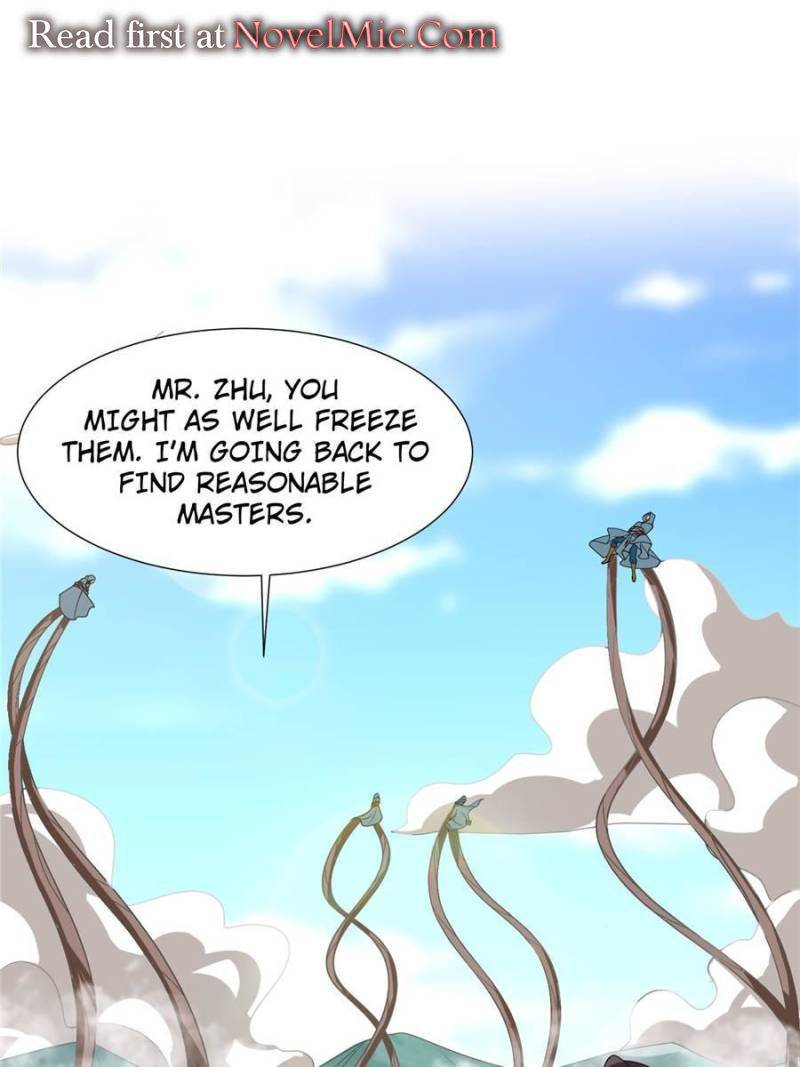 Read first at NovelMic.Com
MR. ZHU, YOU
MIGHT AS WELL FREEZE
THEM. I'M GOING BACK TO
FIND REASONABLE
MASTERS.